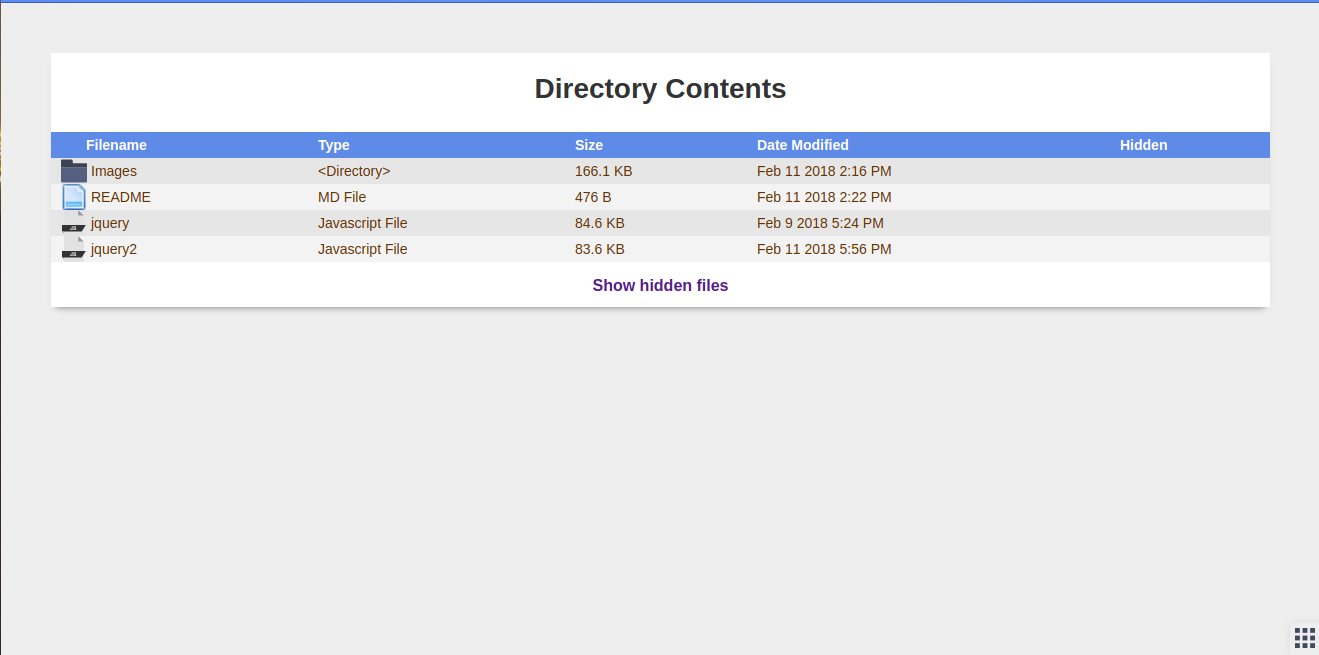 Directory Contents
Filename Type Size Date Modified Hidden
Images <Directory> 166.1 KB Feb 11 2018 2:16 PM
README MD File 476 B Feb 11 2018 2:22 PM
jquery Javascript File 84.6 KB Feb 9 2018 5:24 PM
jquery2 Javascript File 83.6 KB Feb 11 2018 5:56 PM
Show hidden files